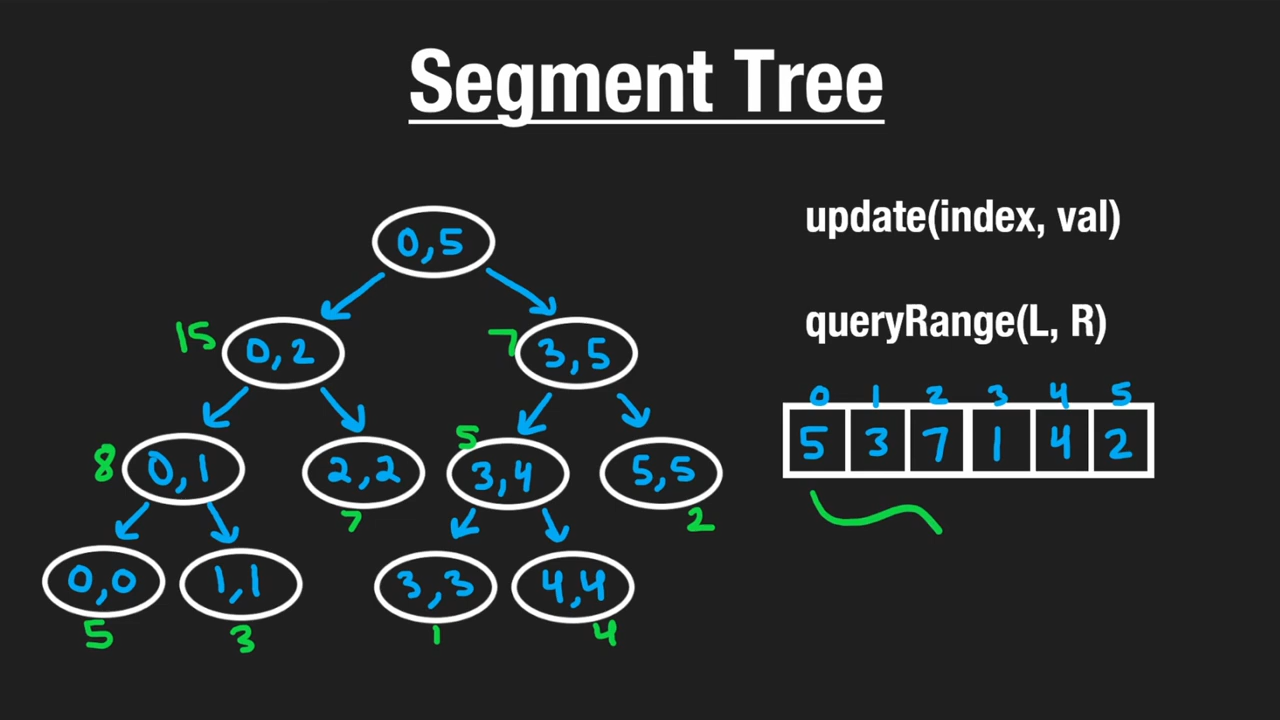 Segment Tree
update(index, val)
0,5
15 0,2 7 3,5
queryRange(L, R)
0 1 2 3 4 5
5 3 7 1 4 2
8 0,1 2,2 5 3,4 5,5
7 2
0,0 1,1 3,3 4,4
5 3 1 4